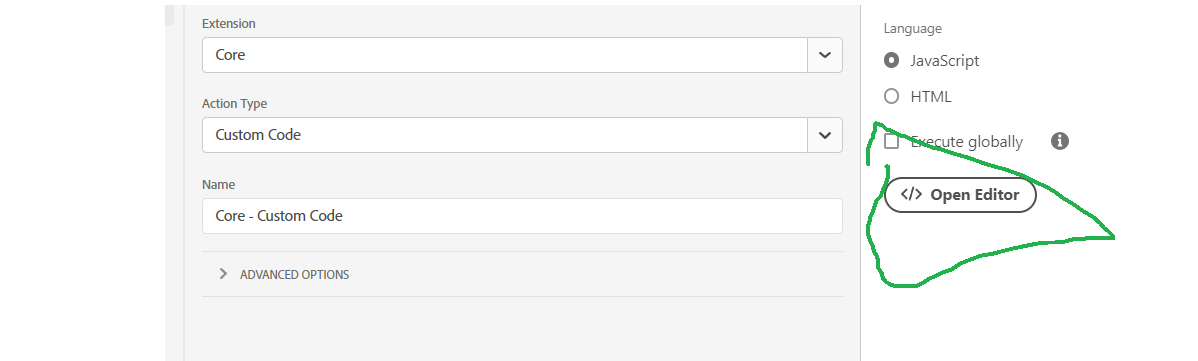 Extension
Core
Action Type
Custom Code
Name
Core - Custom Code
ADVANCED OPTIONS
Language
JavaScript
HTML
Execute globally
</> Open Editor